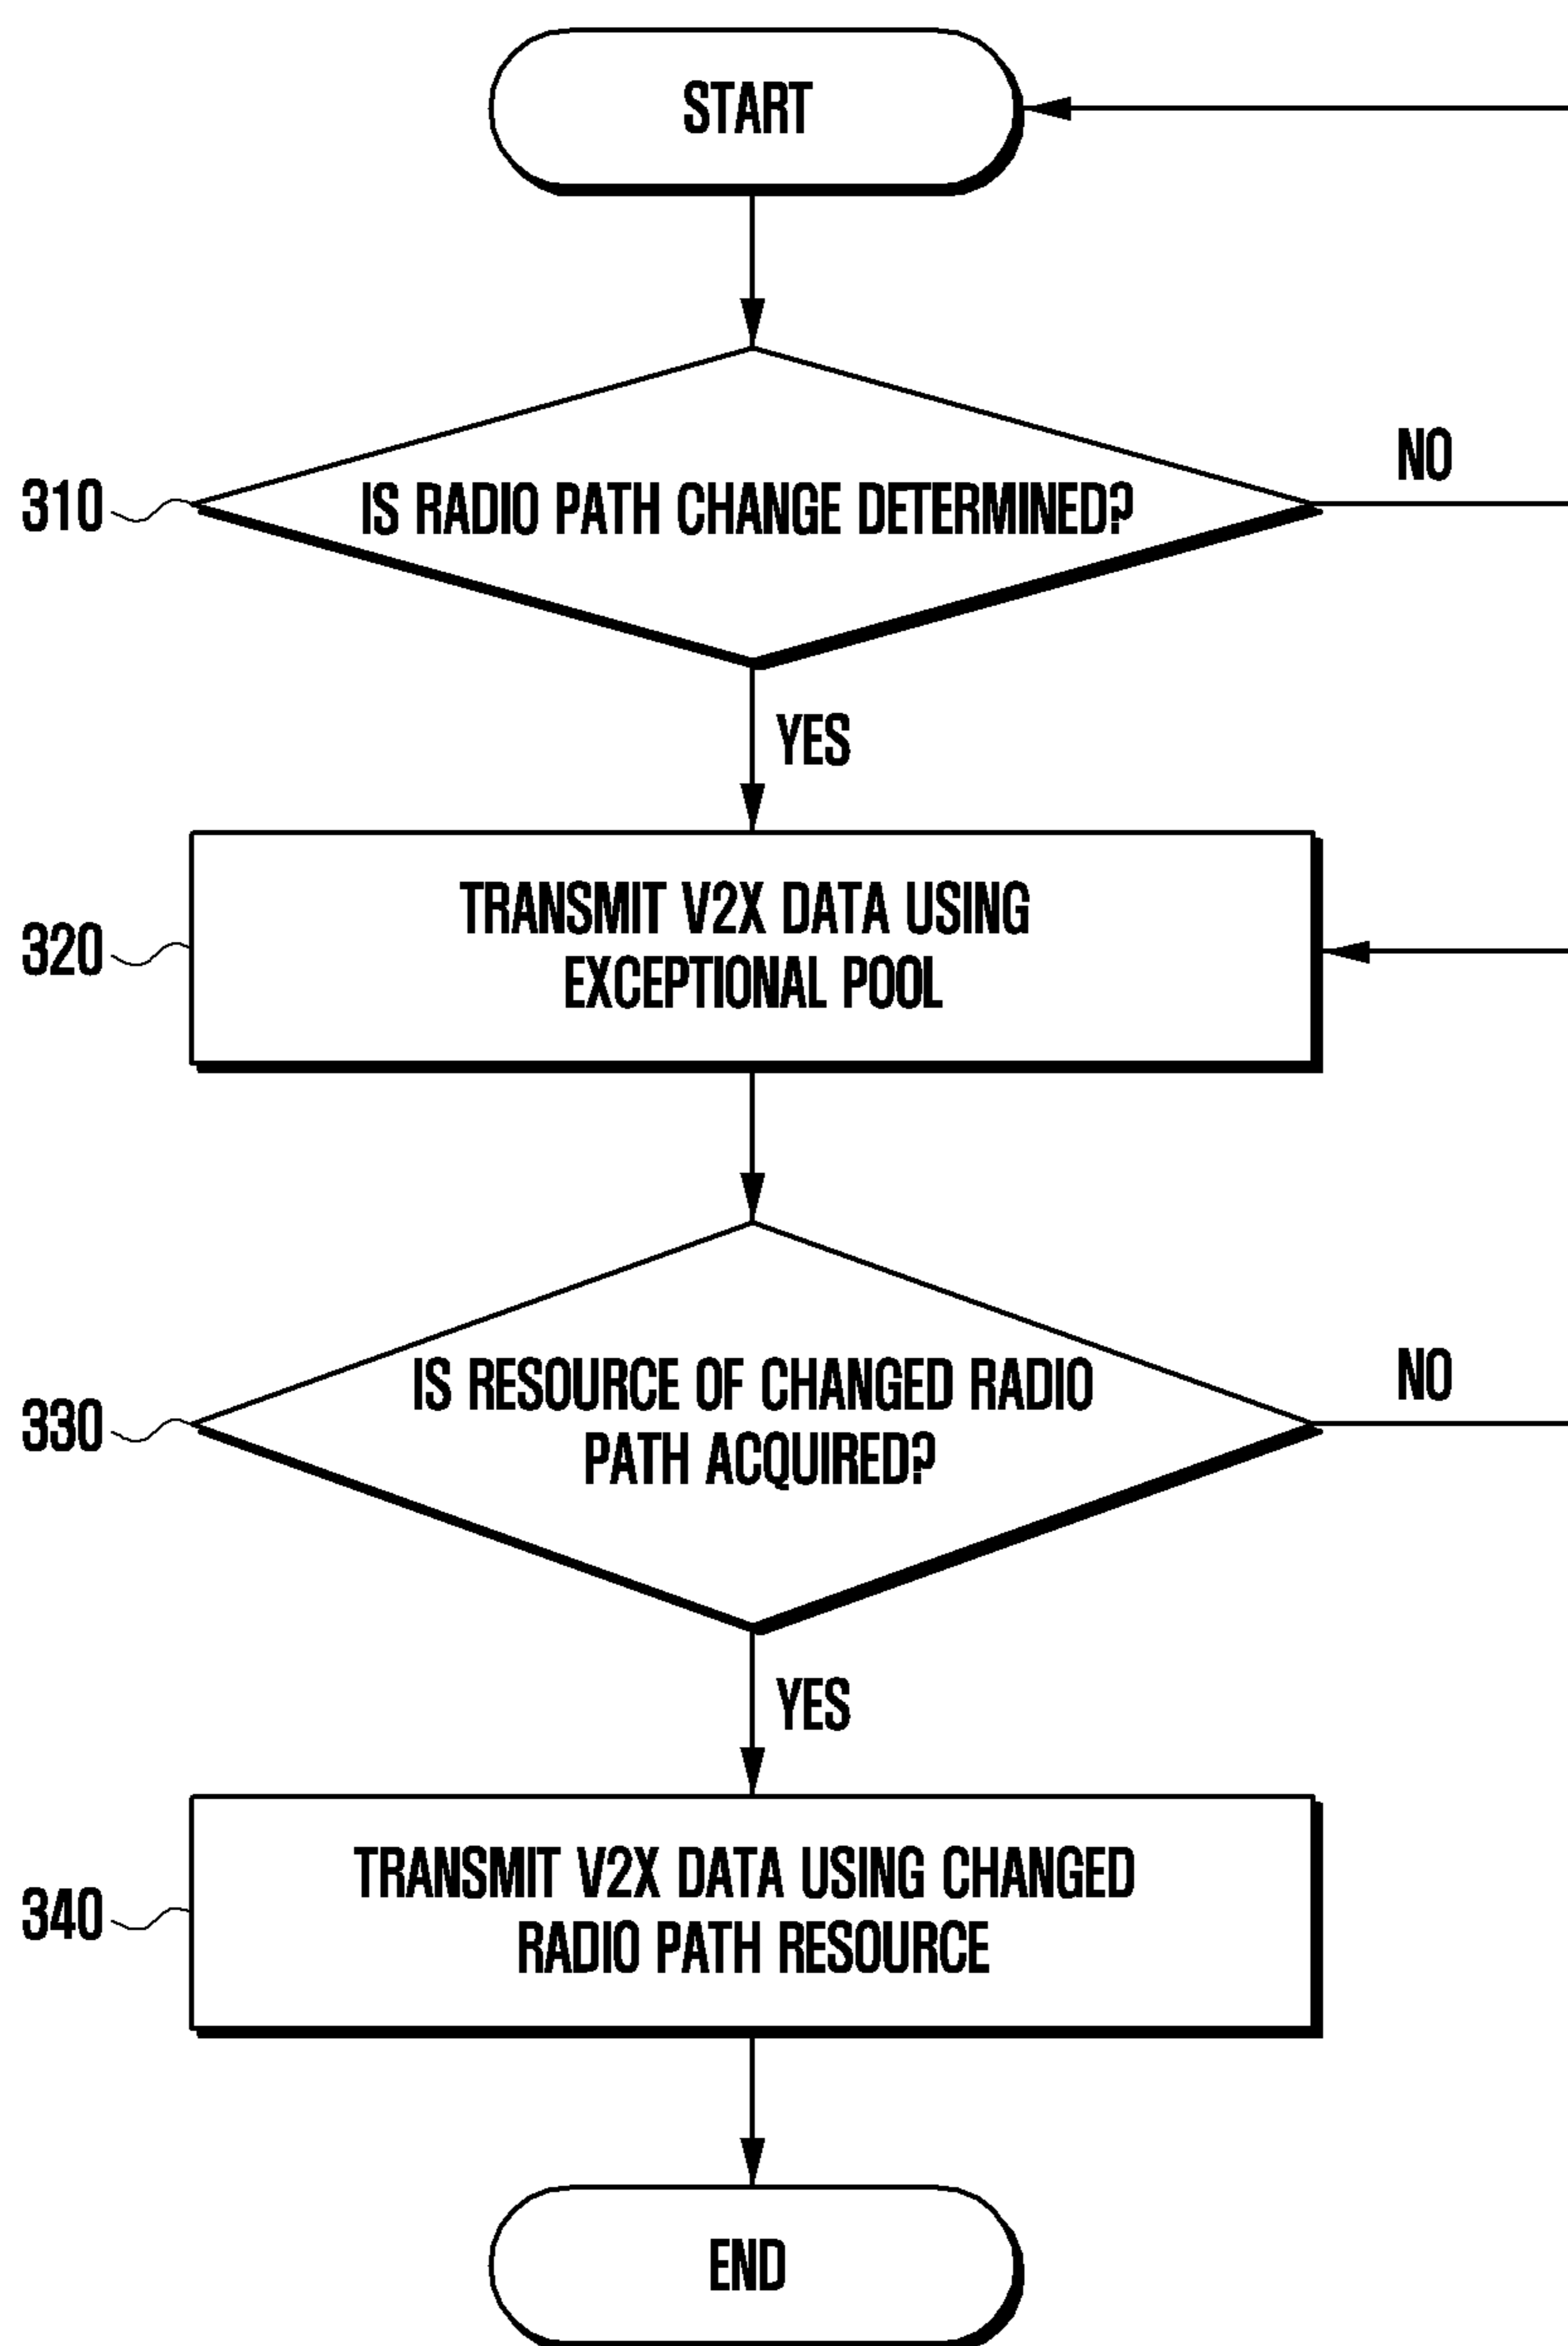 START
310
IS RADIO PATH CHANGE DETERMINED?
NO
YES
320
TRANSMIT V2X DATA USING
EXCEPTIONAL POOL
330
IS RESOURCE OF CHANGED RADIO
PATH ACQUIRED?
NO
YES
340
TRANSMIT V2X DATA USING CHANGED
RADIO PATH RESOURCE
END